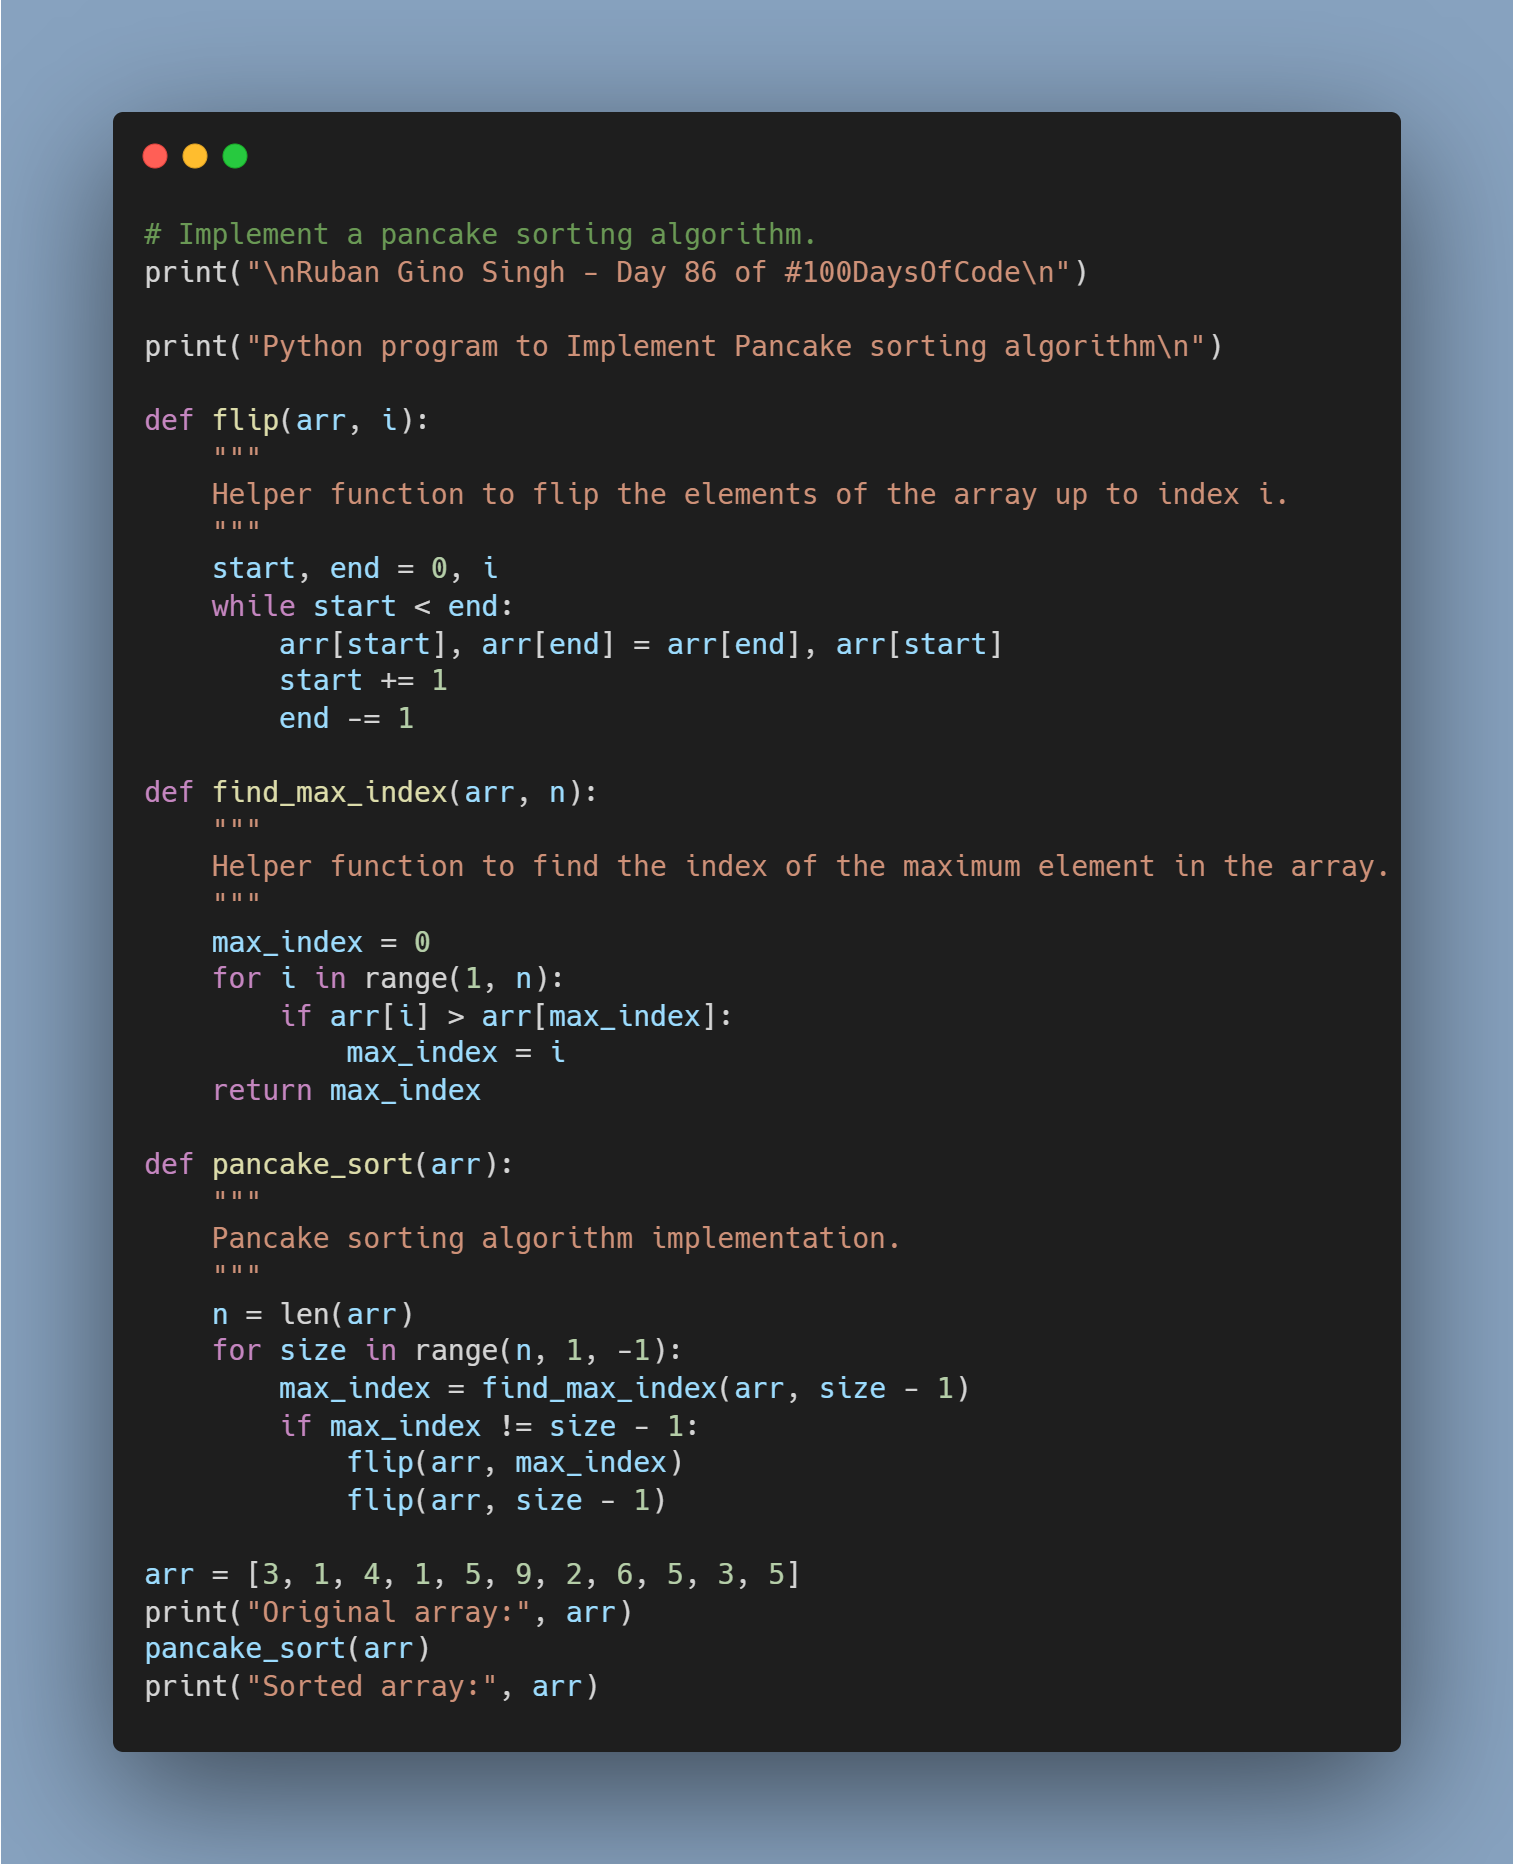 # Implement a pancake sorting algorithm.
print("\nRuban Gino Singh - Day 86 of #100DaysOfCode\n")

print("Python program to Implement Pancake sorting algorithm\n")

def flip(arr, i):
    """
    Helper function to flip the elements of the array up to index i.
    """
    start, end = 0, i
    while start < end:
        arr[start], arr[end] = arr[end], arr[start]
        start += 1
        end -= 1

def find_max_index(arr, n):
    """
    Helper function to find the index of the maximum element in the array.
    """
    max_index = 0
    for i in range(1, n):
        if arr[i] > arr[max_index]:
            max_index = i
    return max_index

def pancake_sort(arr):
    """
    Pancake sorting algorithm implementation.
    """
    n = len(arr)
    for size in range(n, 1, -1):
        max_index = find_max_index(arr, size - 1)
        if max_index != size - 1:
            flip(arr, max_index)
            flip(arr, size - 1)

arr = [3, 1, 4, 1, 5, 9, 2, 6, 5, 3, 5]
print("Original array:", arr)
pancake_sort(arr)
print("Sorted array:", arr)